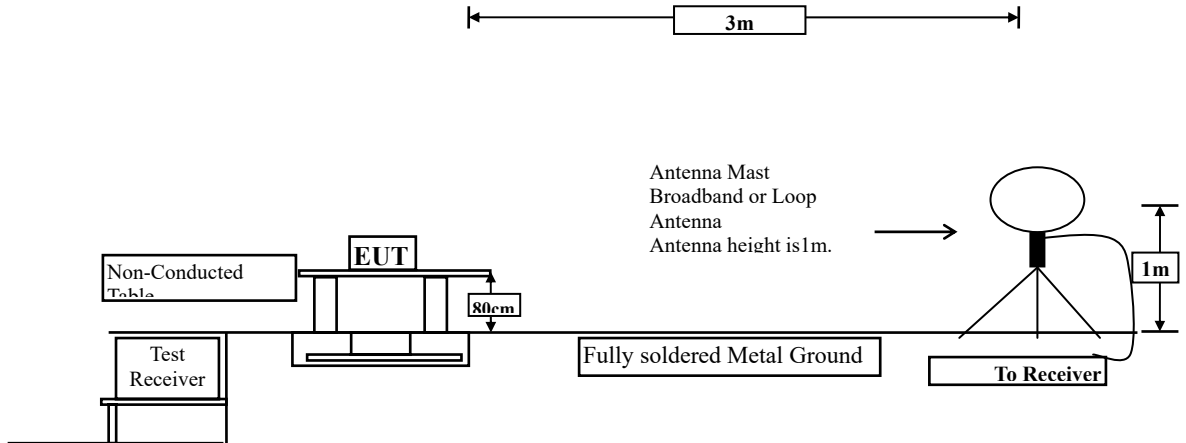 3m
Antenna Mast
Broadband or Loop
Antenna
Antenna height is1m.
EUT
Non-Conducted
Table
80cm
1m
Test
Receiver
Fully soldered Metal Ground
To Receiver